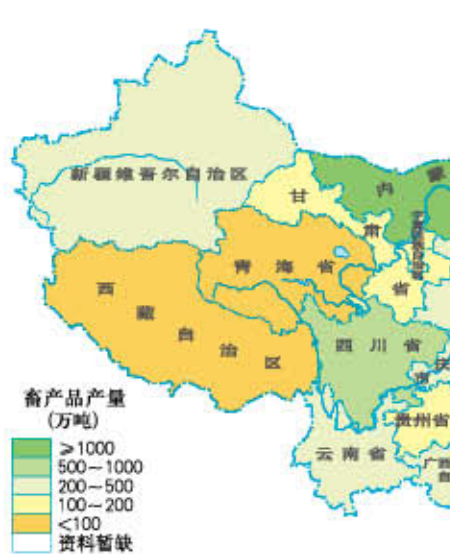 新疆维吾尔自治区
内蒙
甘
肃
省
青海省
西藏自治区
四川省
贵州省
云南省
广西
畜产品产量
(万吨)
≥1000
500~1000
200~500
100~200
<100
资料暂缺